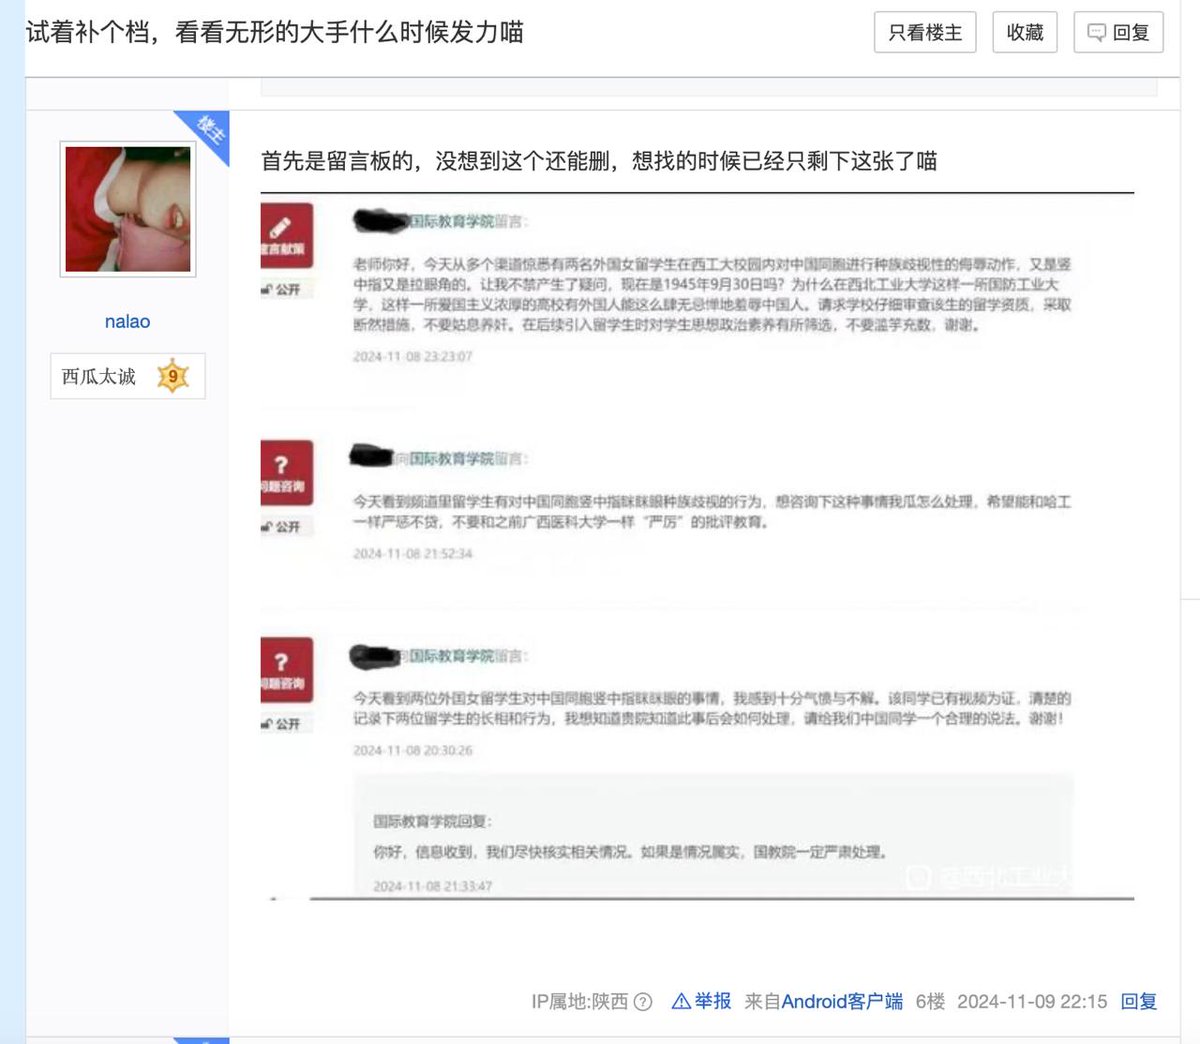 试着补个档，看看无形的大手什么时候发力喵
只看楼主
收藏
回复
楼主
nalao
西瓜太诚
9
首先是留言板的，没想到这个还能删，想找的时候已经只剩下这张了喵
国际教育学院留言：
老师你好，今天从多个渠道惊悉有两名外国女留学生在西工大校园内对中国同胞进行种族歧视性的侮辱动作，又是竖
中指又是拉眼角的。让我不禁产生了疑问，现在是1945年9月30日吗？为什么在西北工业大学这样一所国防工业大
学，这样一所爱国主义浓厚的高校有外国人能这么肆无忌惮地羞辱中国人。请求学校仔细审查该生的留学资质，采取
断然措施，不要姑息养奸。在后续引入留学生时对学生思想政治素养有所筛选，不要滥竽充数，谢谢。
公开
2024-11-08 23:23:07
向国际教育学院留言：
问题咨询
今天看到频道里留学生有对中国同胞竖中指眯眯眼种族歧视的行为，想咨询下这种事情我瓜怎么处理，希望能和哈工
一样严惩不贷，不要和之前广西医科大学一样“严厉”的批评教育。
公开
2024-11-08 21:52:34
向国际教育学院留言：
问题咨询
今天看到两位外国女留学生对中国同胞竖中指眯眯眼的事情，我感到十分气愤与不解。该同学已有视频为证，清楚的
记录下两位留学生的长相和行为，我想知道贵院知道此事后会如何处理，请给我们中国同学一个合理的说法。谢谢！
公开
2024-11-08 20:30:26
国际教育学院回复：
你好，信息收到，我们尽快核实相关情况。如果是情况属实，国教院一定严肃处理。
2024-11-08 21:33:47
IP属地:陕西
举报
来自Android客户端
6楼
2024-11-09 22:15
回复